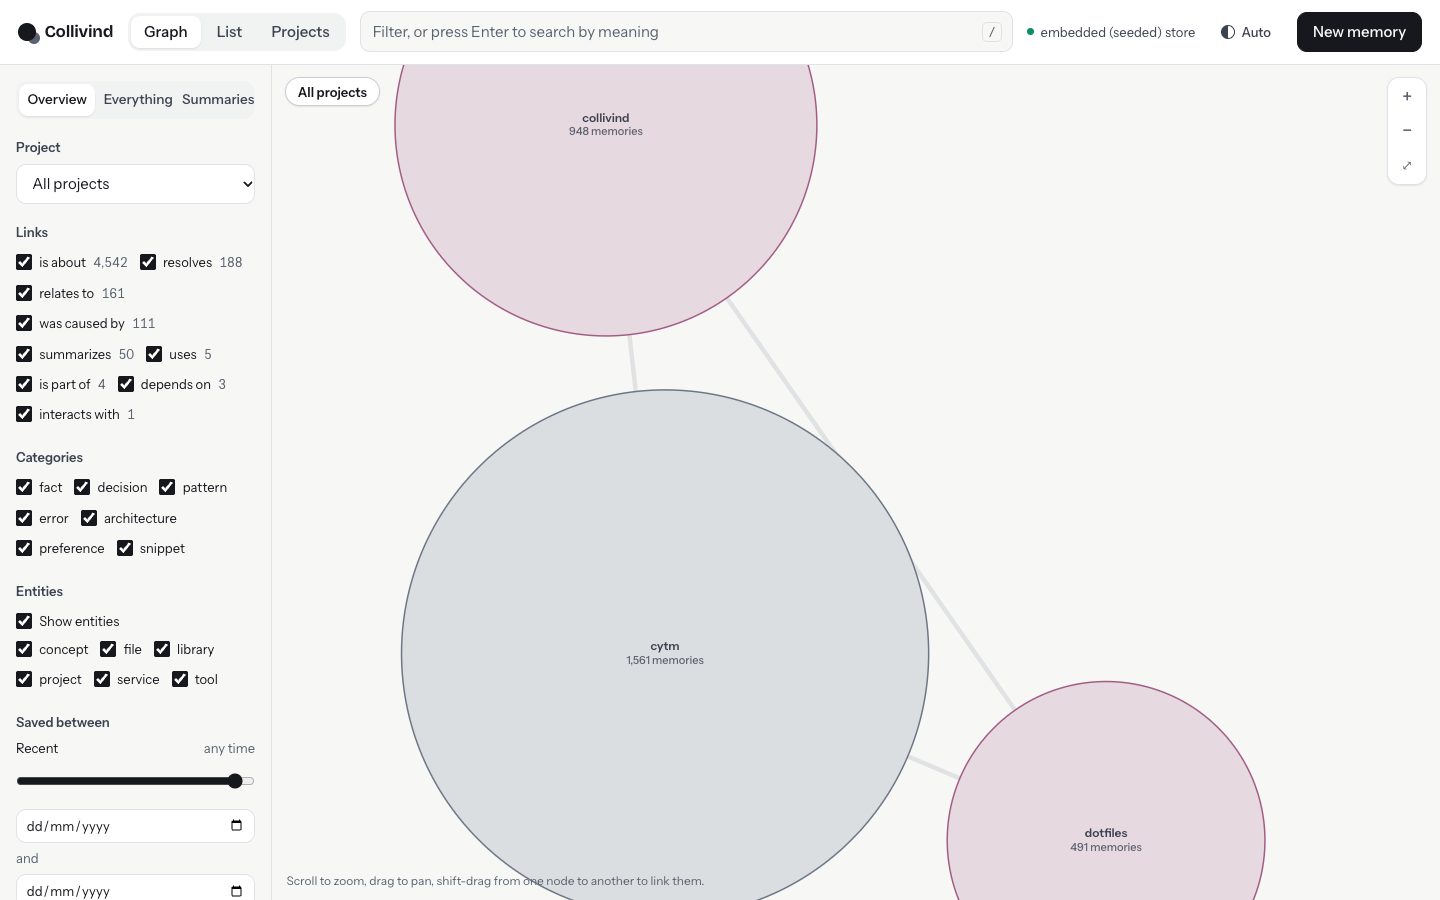 Collivind
Graph List Projects
Filter, or press Enter to search by meaning /
embedded (seeded) store
Auto
New memory
Overview Everything Summaries
Project
All projects
Links
is about 4,542 resolves 188
relates to 161
was caused by 111
summarizes 50 uses 5
is part of 4 depends on 3
interacts with 1
Categories
fact decision pattern
error architecture
preference snippet
Entities
Show entities
concept file library
project service tool
Saved between
Recent any time
dd/mm/yyyy
and
dd/mm/yyyy
All projects
collivind
948 memories
cytm
1,561 memories
dotfiles
491 memories
Scroll to zoom, drag to pan, shift-drag from one node to another to link them.
+
−